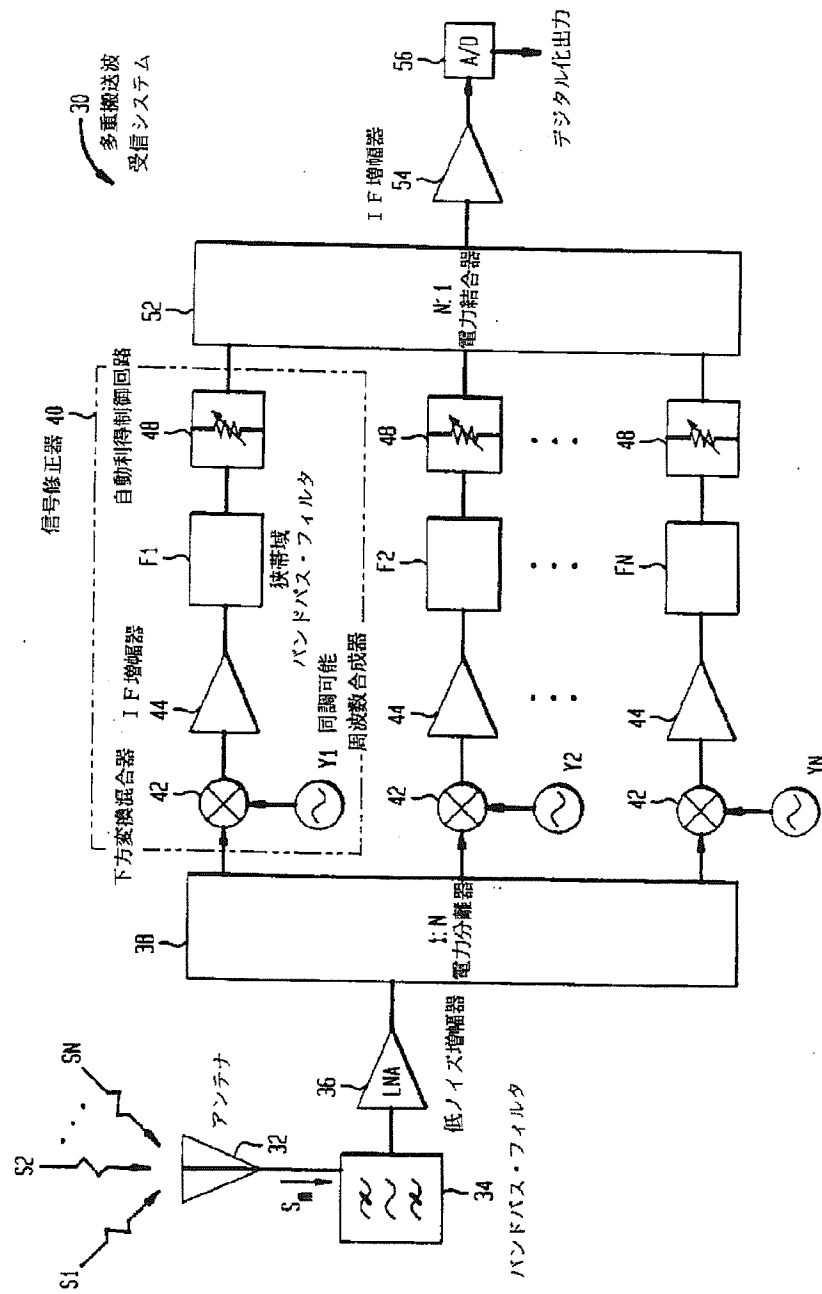 30
多重搬送波
受信システム
S1
S2
SN
アンテナ
32
Sm
34
バンドパス・フィルタ
LNA
36
低ノイズ増幅器
38
1:N
電力分離器
信号修正器 40
下方変換混合器
42
IF増幅器
44
F1
狭帯域
バンドパス・フィルタ
自動利得制御回路
48
Y1
同調可能
周波数合成器
42
Y2
44
F2
48
. . .
. . .
. . .
42
YN
44
FN
48
52
N:1
電力結合器
IF増幅器
54
56
A/D
デジタル化出力